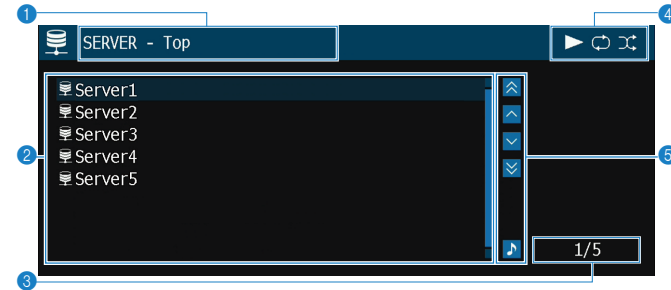 1
4
SERVER - Top
Server1
Server2
Server3
Server4
Server5
2
5
1/5
3